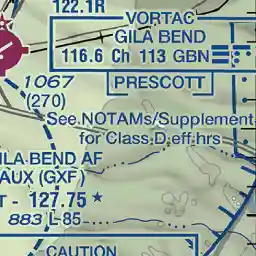 122.1R
VORTAC
GILA BEND
116.6 Ch 113 GBN
PRESCOTT
1067
(270)
See NOTAMs/Supplement
for Class D eff hrs
ILA BEND AF
AUX (GXF)
T - 127.75 ★
883 L 85
CAUTION